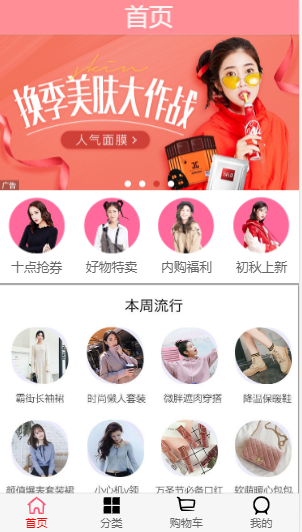 首页
skin
换季美肤大作战
人气面膜 >
广告
十点抢券 好物特卖 内购福利 初秋上新
本周流行
霸街长袖裙 时尚懒人套装 微胖遮肉穿搭 降温保暖鞋
颜值爆表套装裙 小心机v领 万圣节必备口红 软萌暖心包包
首页 分类 购物车 我的